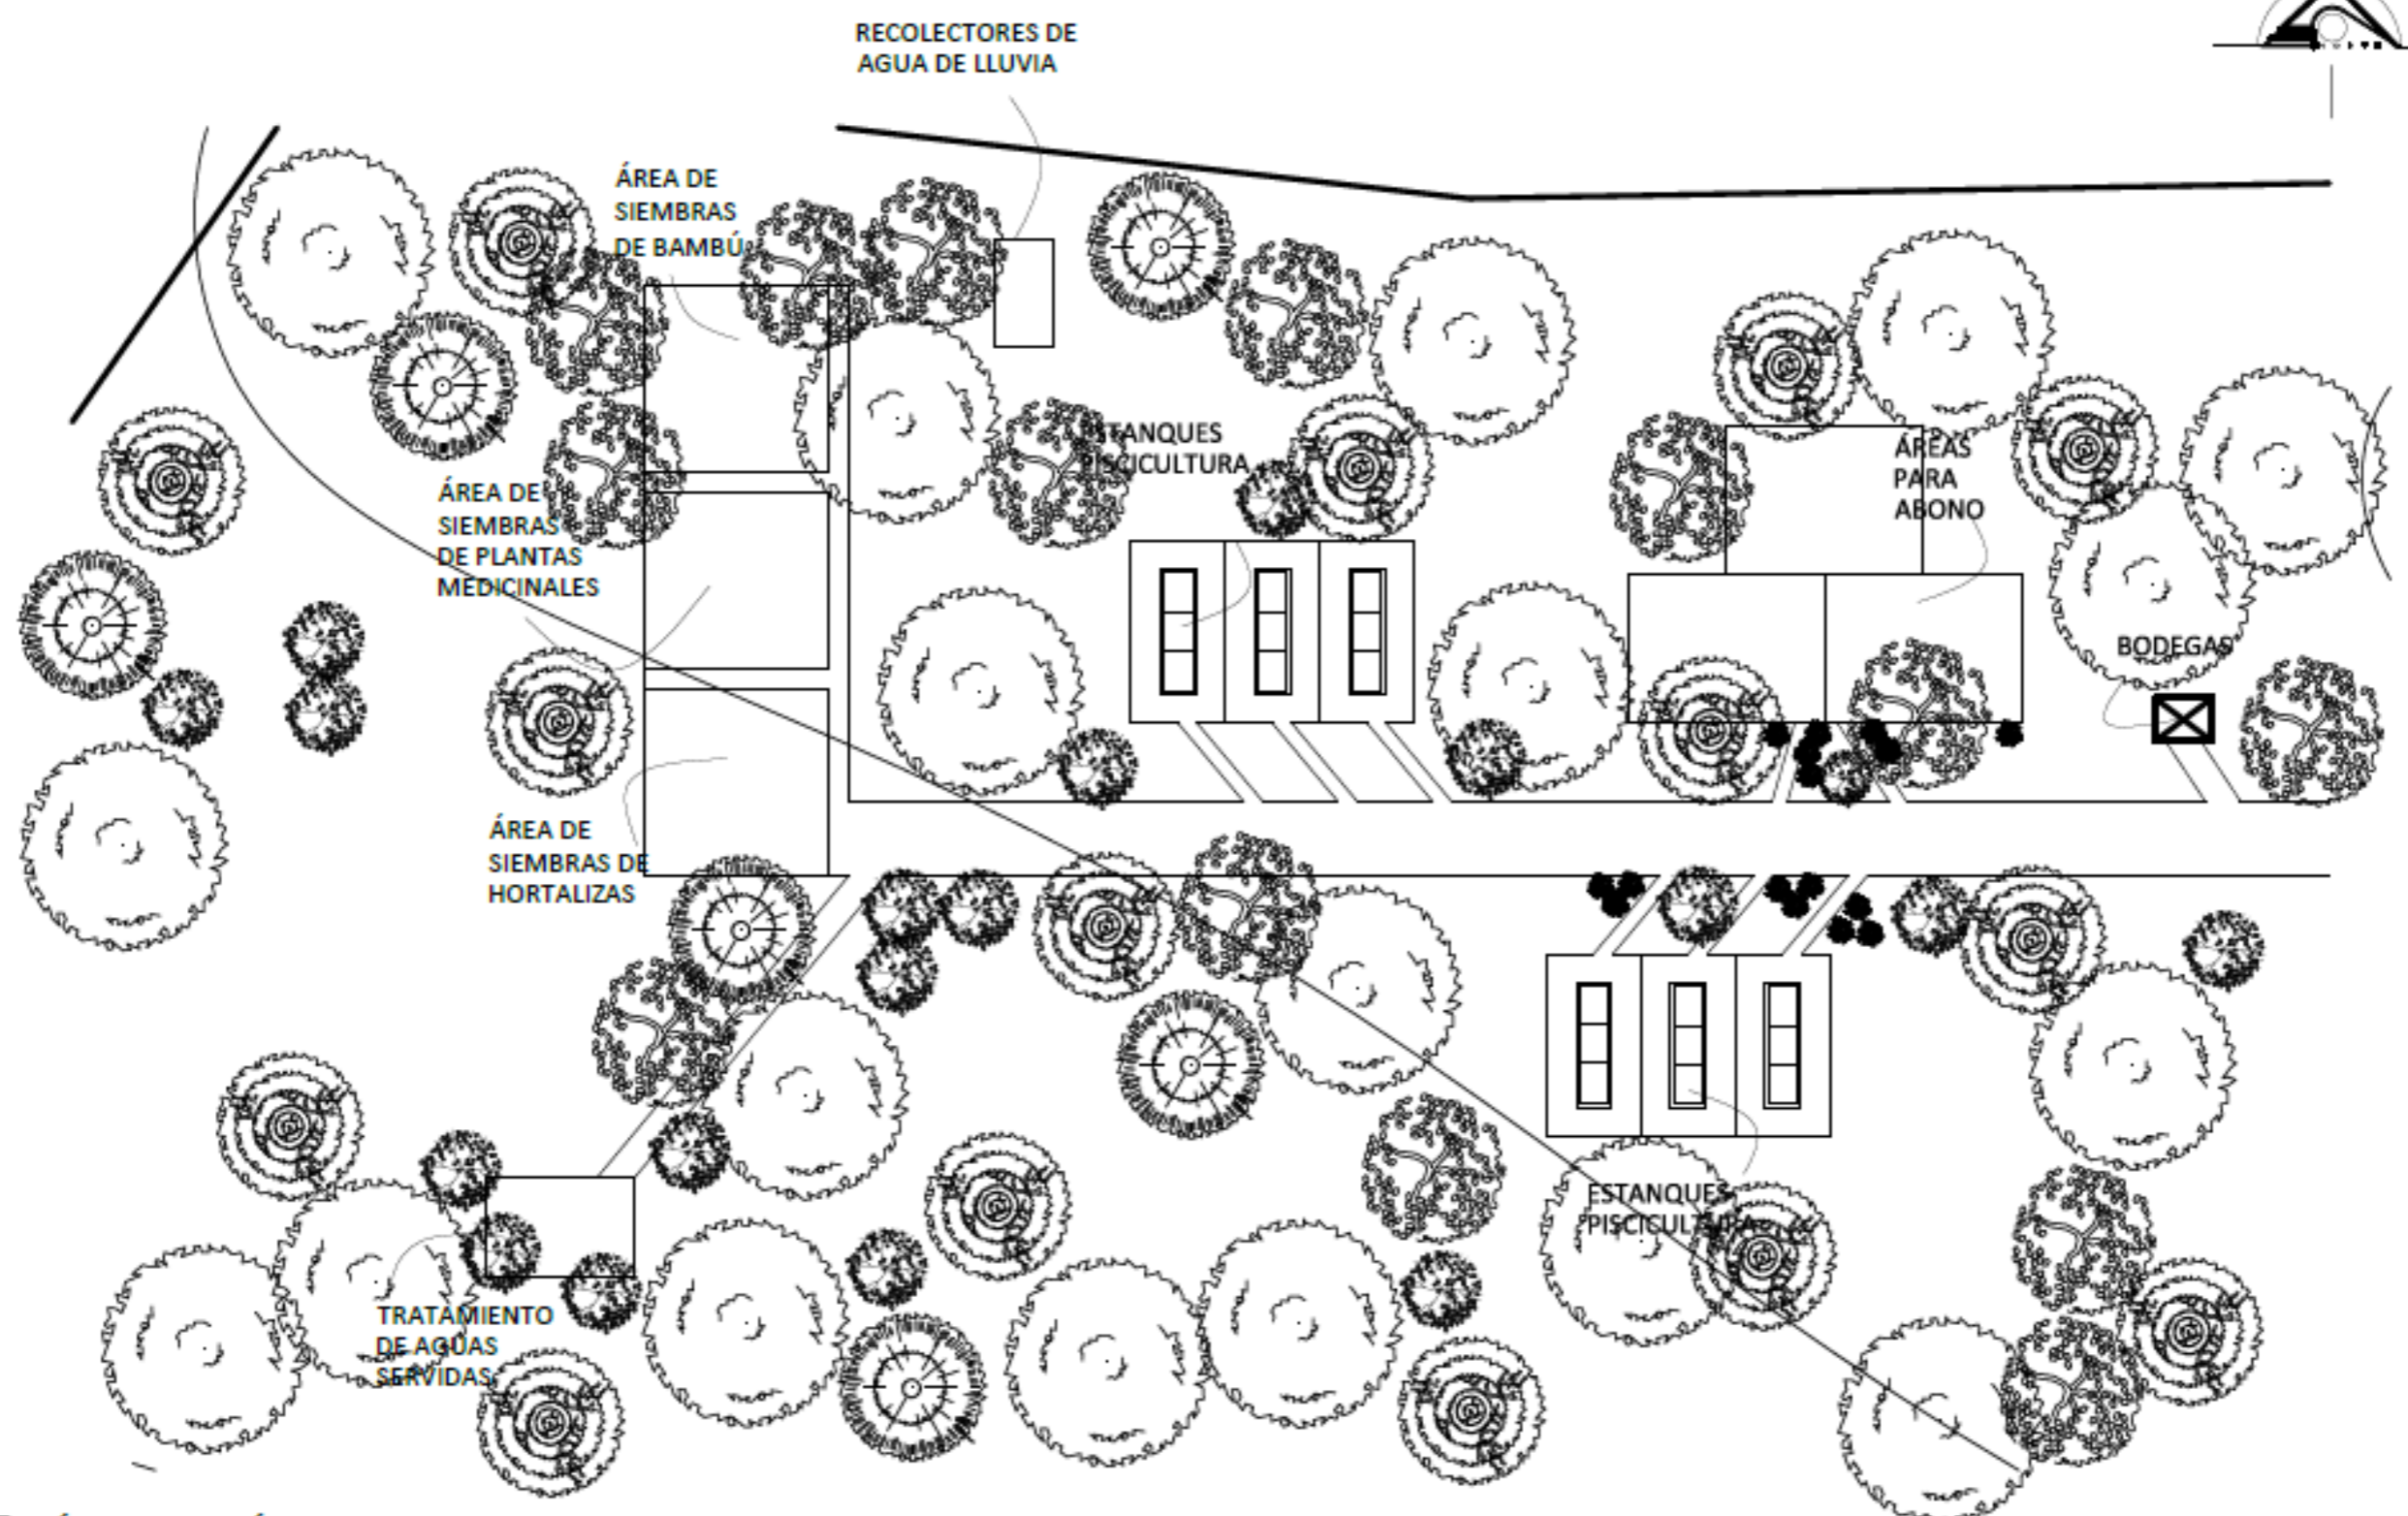 RECOLECTORES DE
AGUA DE LLUVIA
ÁREA DE
SIEMBRAS
DE BAMBÚ
ESTANQUES
PISCICULTURA
ÁREAS
PARA
ABONO
ÁREA DE
SIEMBRAS
DE PLANTAS
MEDICINALES
BODEGAS
ÁREA DE
SIEMBRAS DE
HORTALIZAS
ESTANQUES
PISCICULTURA
TRATAMIENTO
DE AGUAS
SERVIDAS